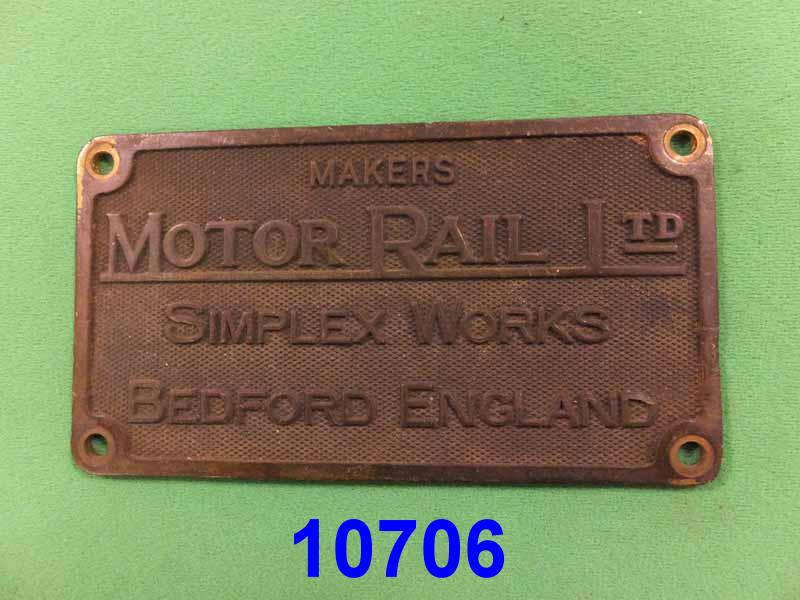 MAKERS
MOTOR RAIL LTD
SIMPLEX WORKS
BEDFORD ENGLAND
10706